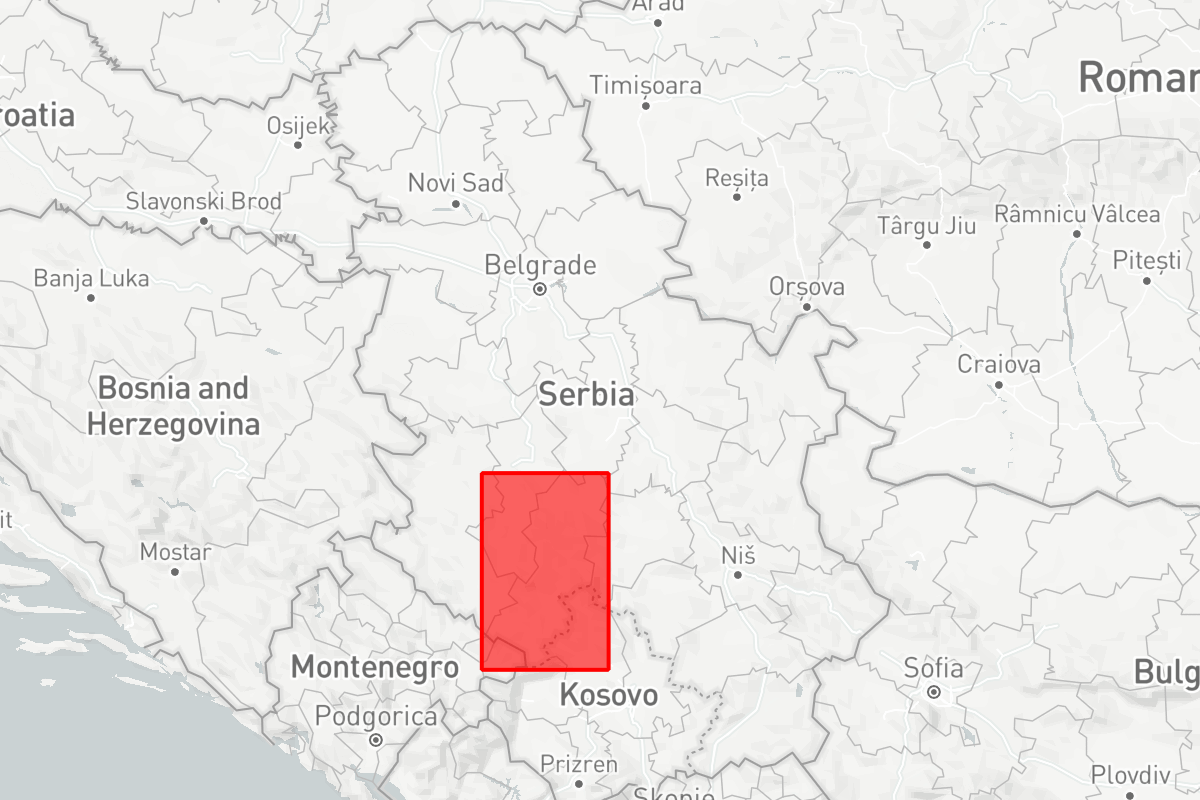 Arad
Timișoara
Roman
roatia
Osijek
Reșița
Novi Sad
Slavonski Brod
Râmnicu Vâlcea
Târgu Jiu
Belgrade
Pitești
Banja Luka
Orșova
Craiova
Bosnia and
Herzegovina
Serbia
it
Mostar
Niš
Montenegro
Sofia
Bulg
Kosovo
Podgorica
Prizren
Plovdiv
Skopje